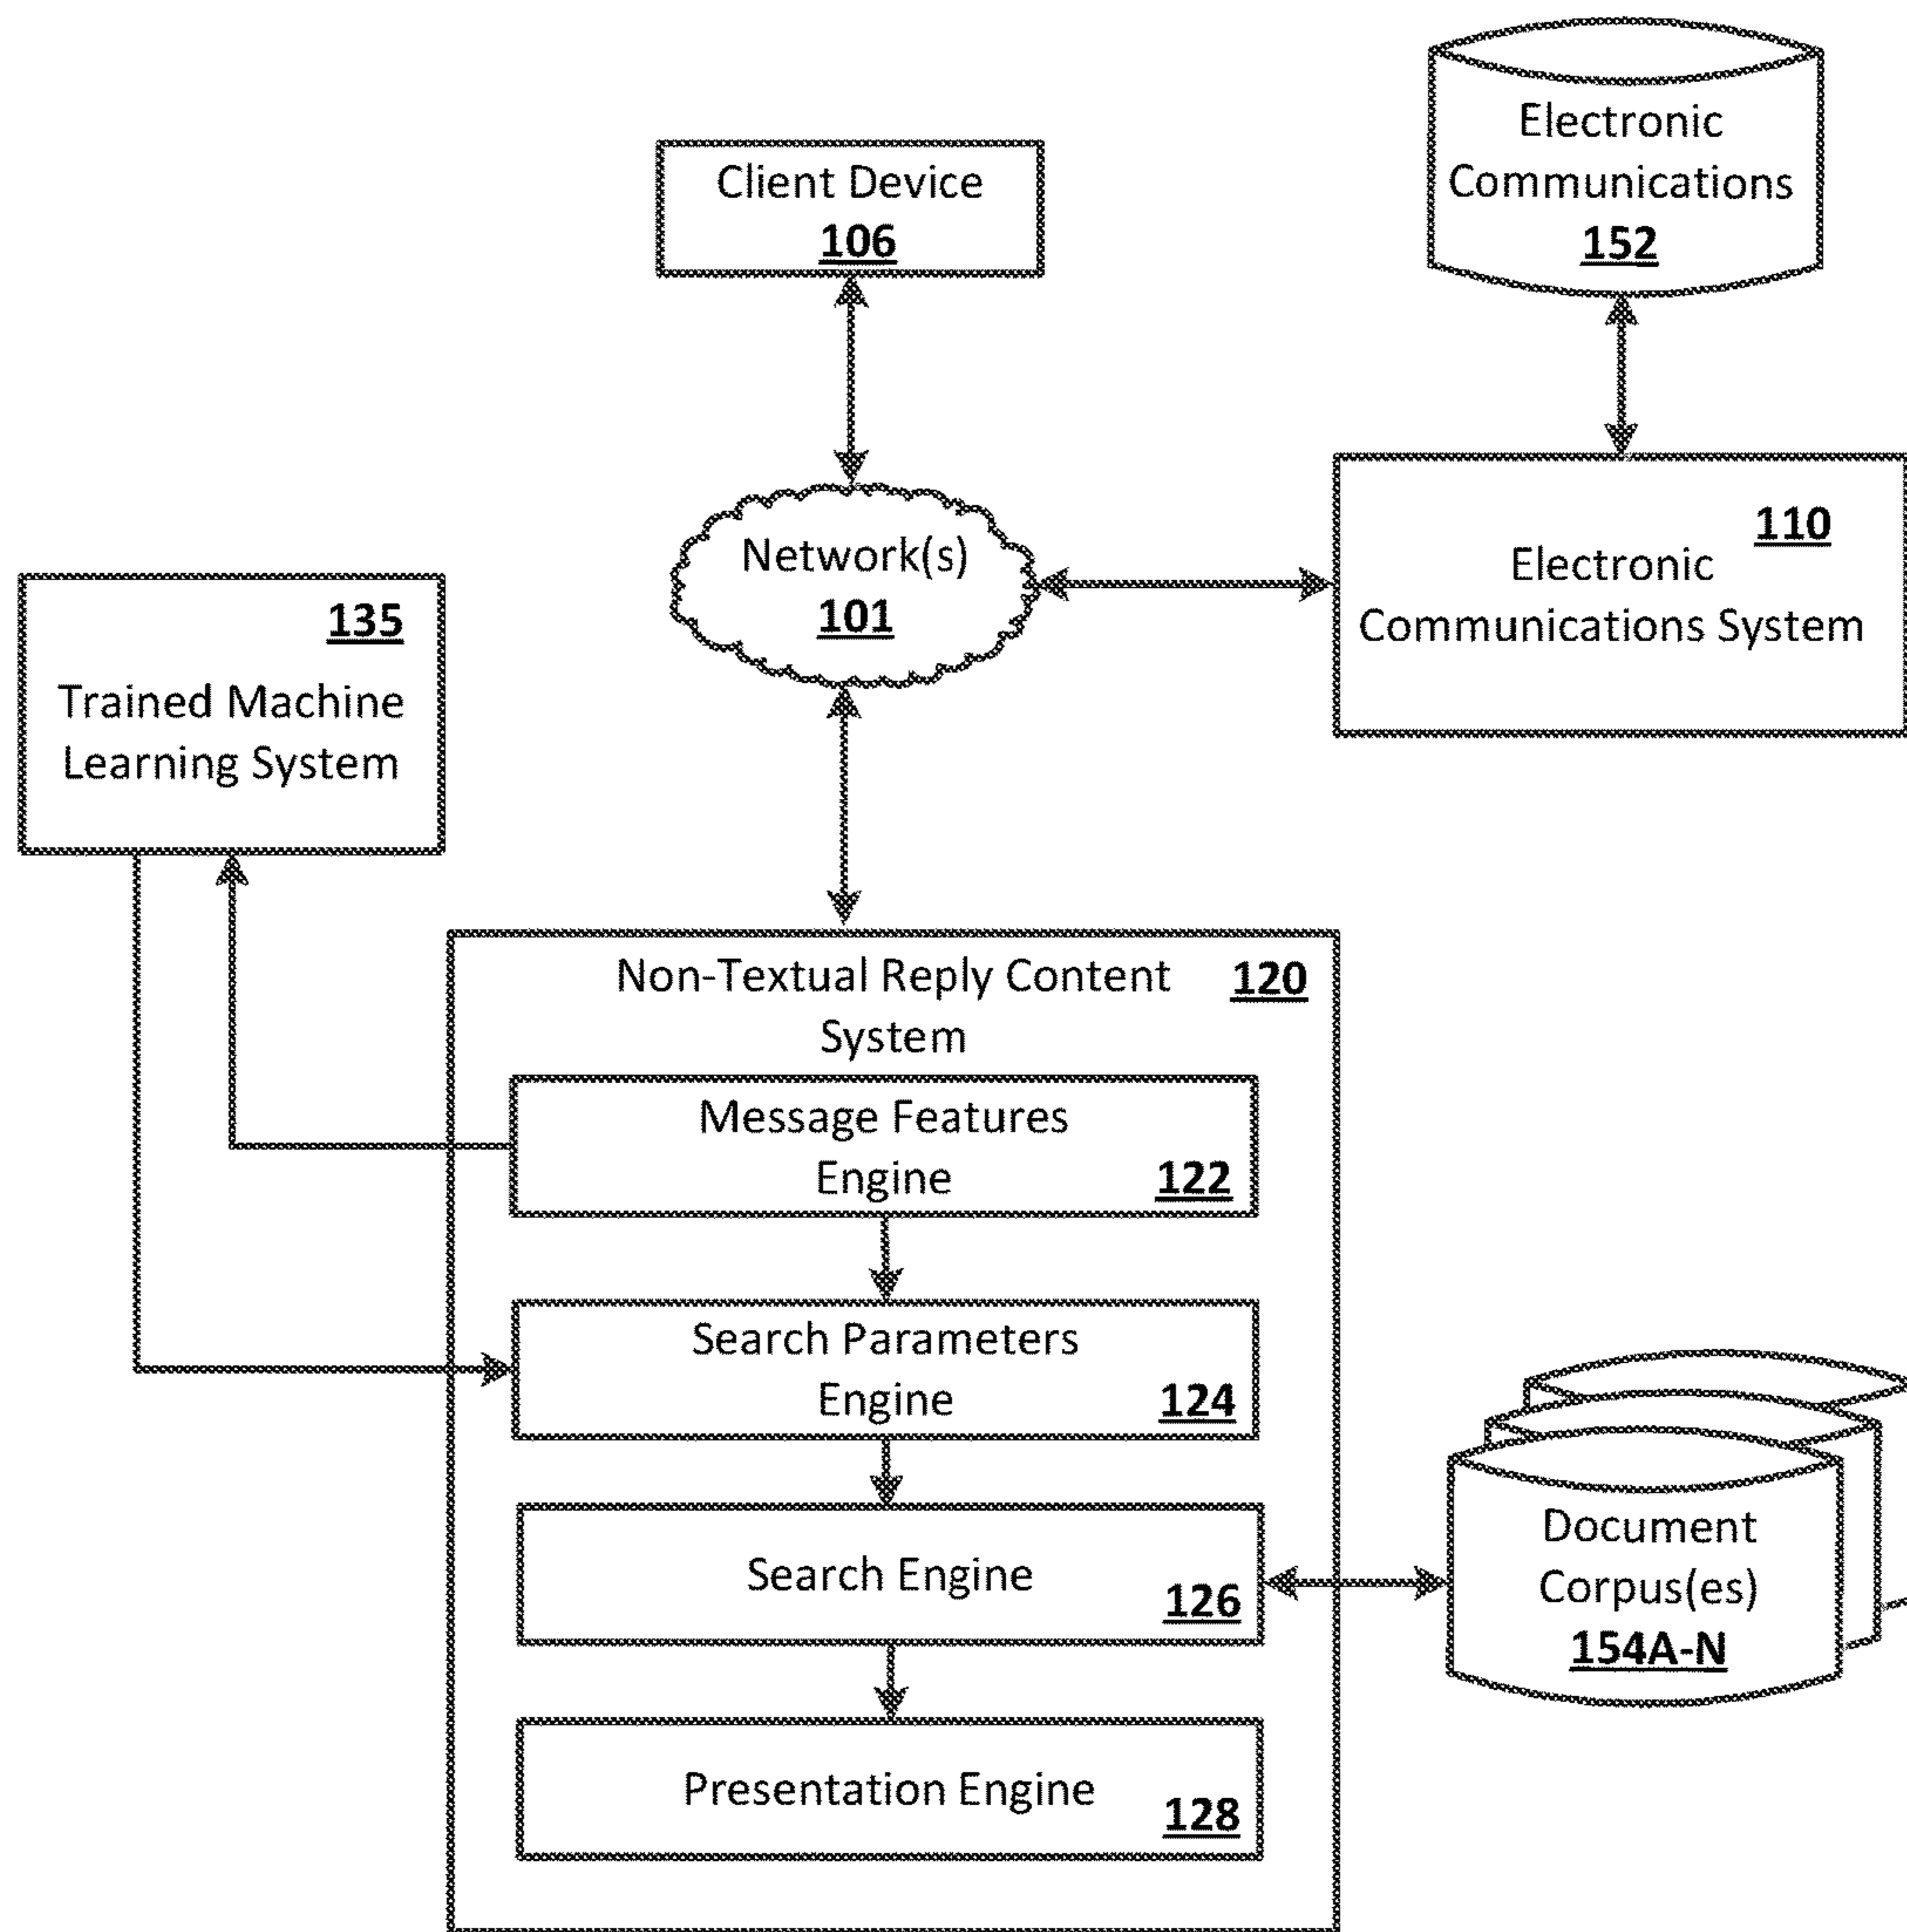 Electronic
Communications
152
Client Device
106
Network(s)
101
110
Electronic
Communications System
135
Trained Machine
Learning System
Non-Textual Reply Content 120
System
Message Features
Engine 122
Search Parameters
Engine 124
Search Engine
126
Document
Corpus(es)
154A-N
Presentation Engine
128